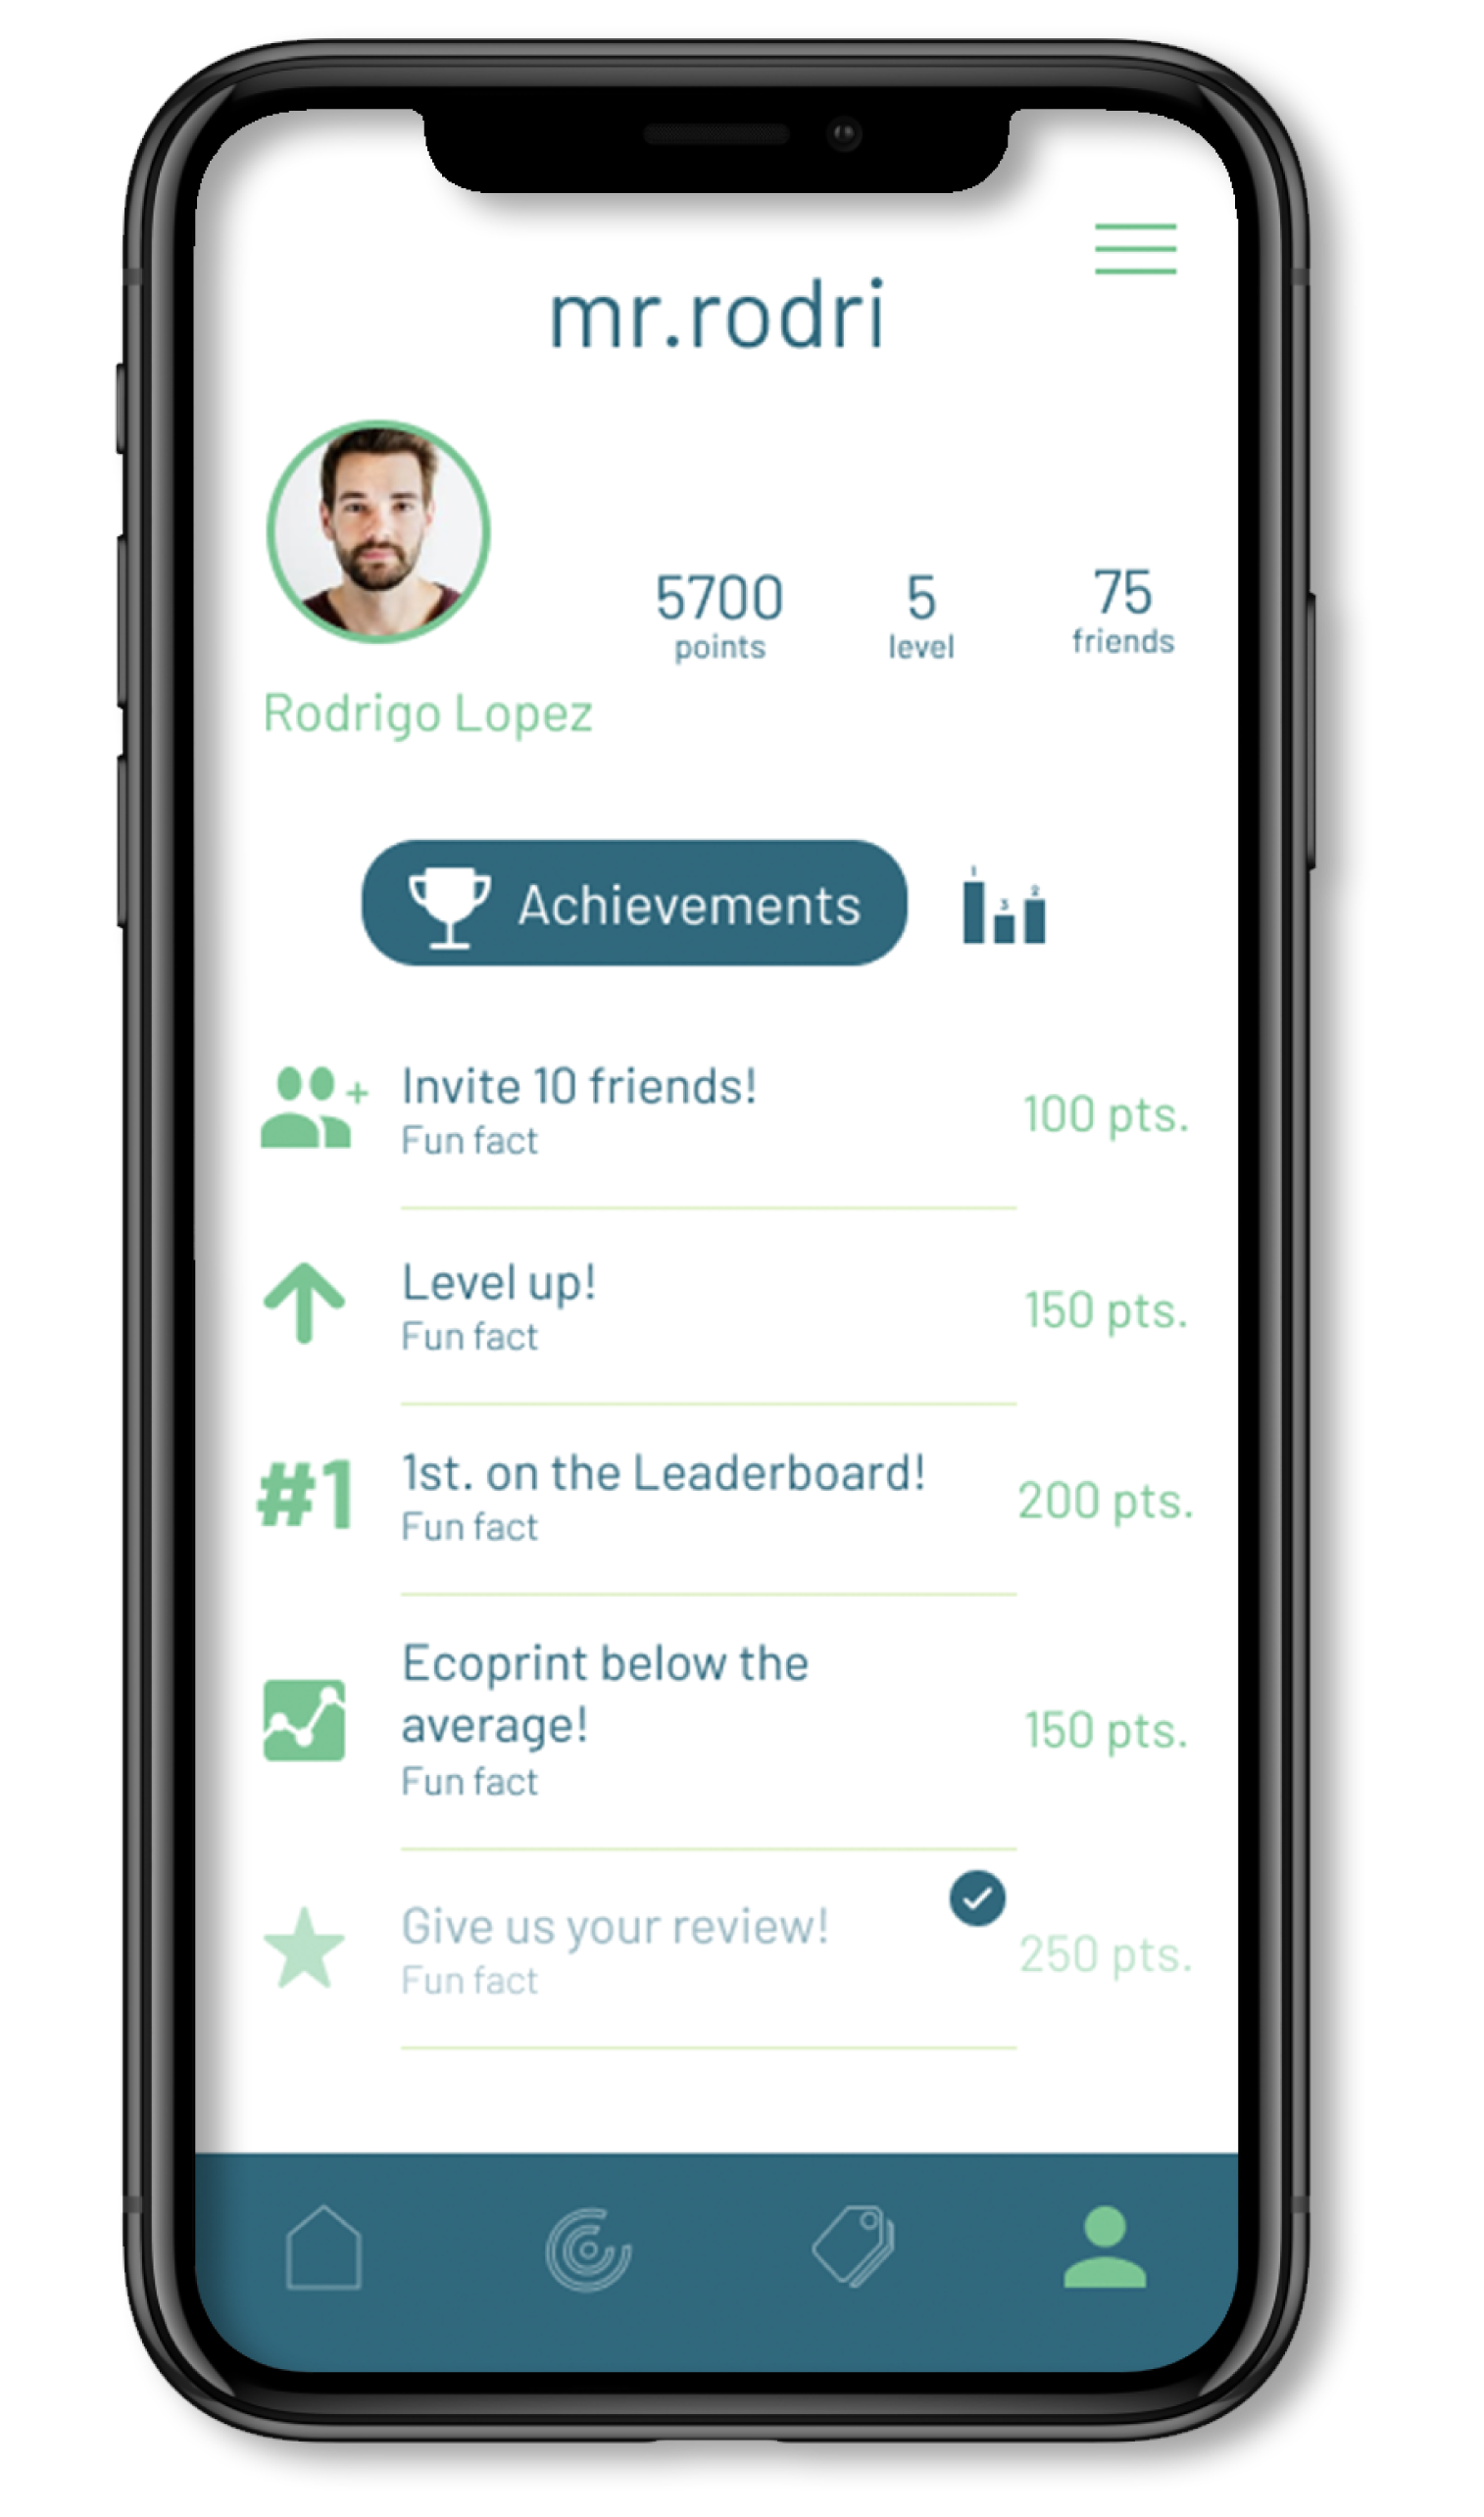 mr.rodri
5700
points
5
level
75
friends
Rodrigo Lopez
Achievements
1
3
2
Invite 10 friends!
Fun fact
100 pts.
Level up!
Fun fact
150 pts.
#1
1st. on the Leaderboard!
Fun fact
200 pts.
Ecoprint below the
average!
Fun fact
150 pts.
Give us your review!
Fun fact
250 pts.